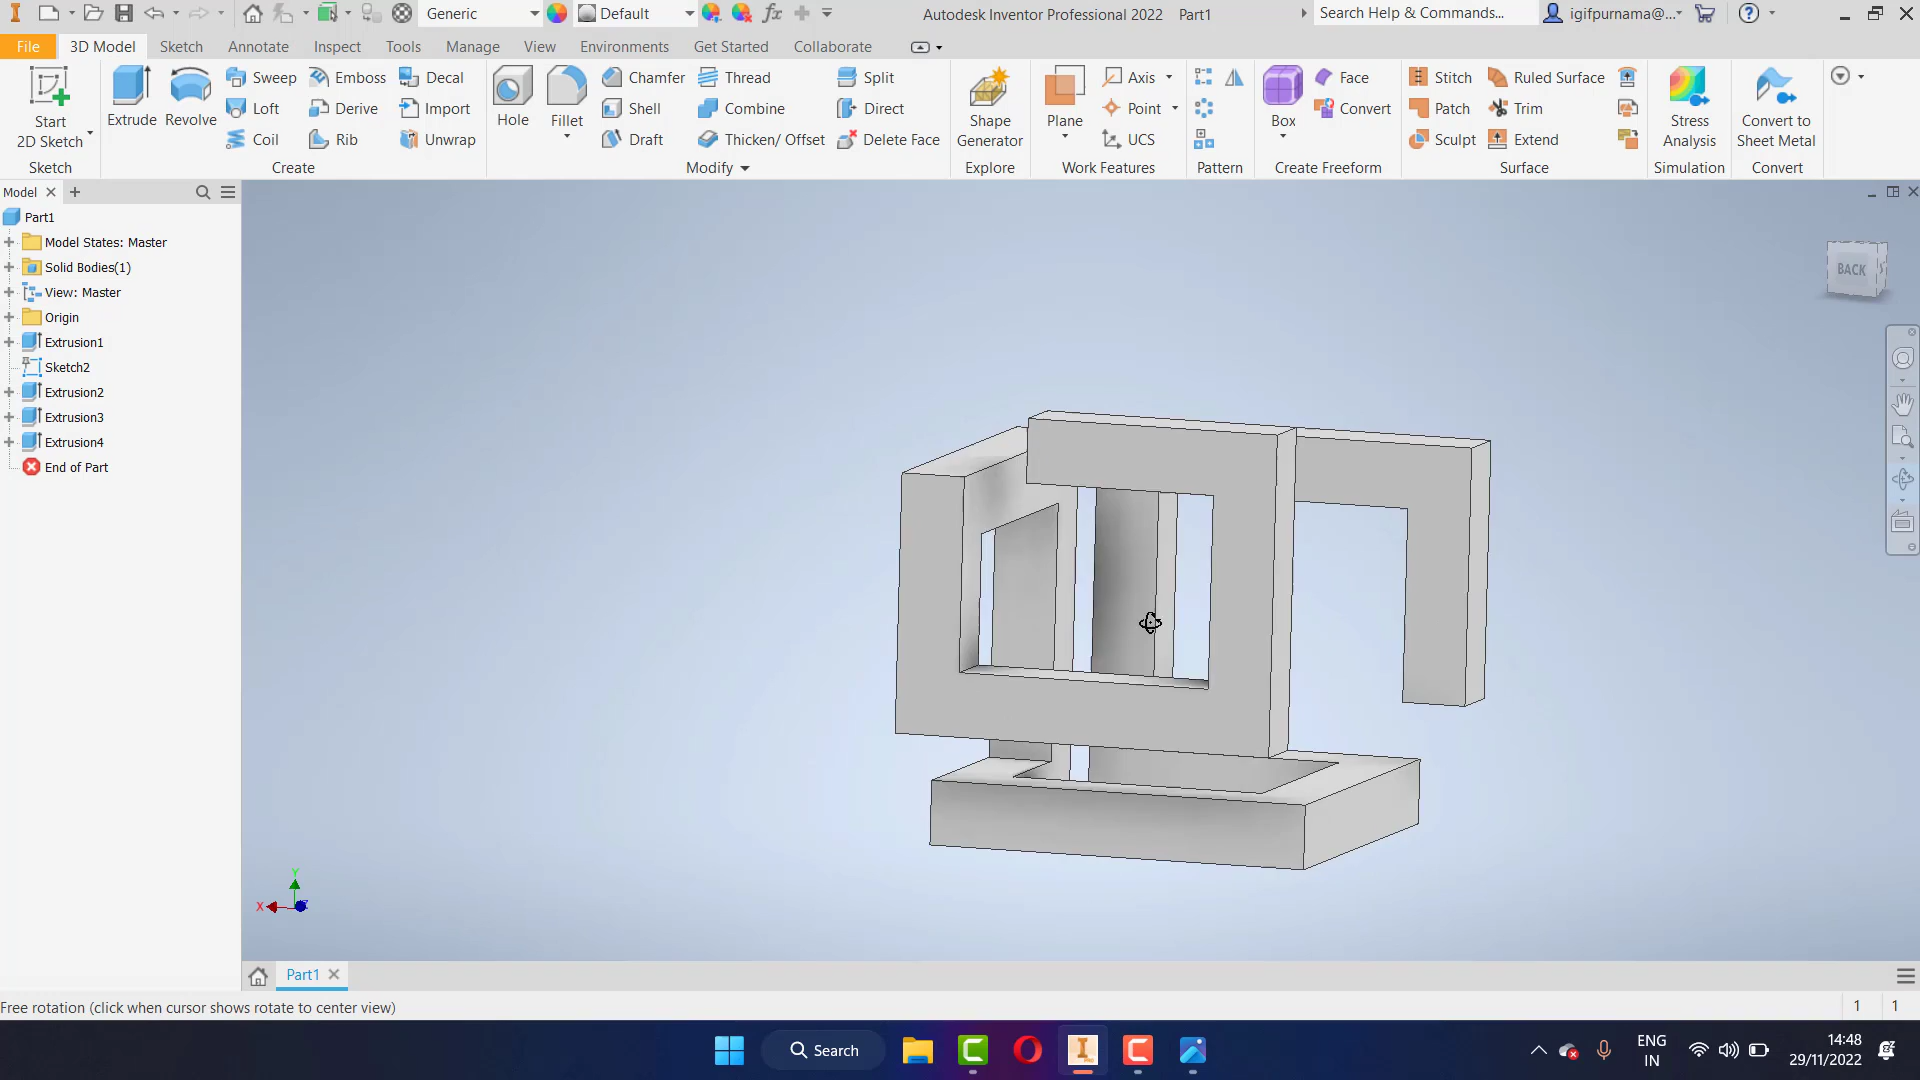 Generic
Default
fx
Autodesk Inventor Professional 2022 Part1
Search Help & Commands...
igifpurnama@...
File 3D Model Sketch Annotate Inspect Tools Manage View Environments Get Started Collaborate
Start
2D Sketch
Sketch
Extrude
Revolve
Sweep
Loft
Coil
Emboss
Derive
Rib
Decal
Import
Unwrap
Create
Hole
Fillet
Chamfer
Shell
Draft
Thread
Combine
Thicken/ Offset
Split
Direct
Delete Face
Modify
Shape
Generator
Explore
Plane
Axis
Point
UCS
Work Features
Pattern
Box
Face
Convert
Create Freeform
Stitch
Patch
Sculpt
Ruled Surface
Trim
Extend
Surface
Stress
Analysis
Simulation
Convert to
Sheet Metal
Convert
Model
Part1
Model States: Master
Solid Bodies(1)
View: Master
Origin
Extrusion1
Sketch2
Extrusion2
Extrusion3
Extrusion4
End of Part
BACK
Y
X
Part1
Free rotation (click when cursor shows rotate to center view)
1 1
Search
ENG
IN
14:48
29/11/2022